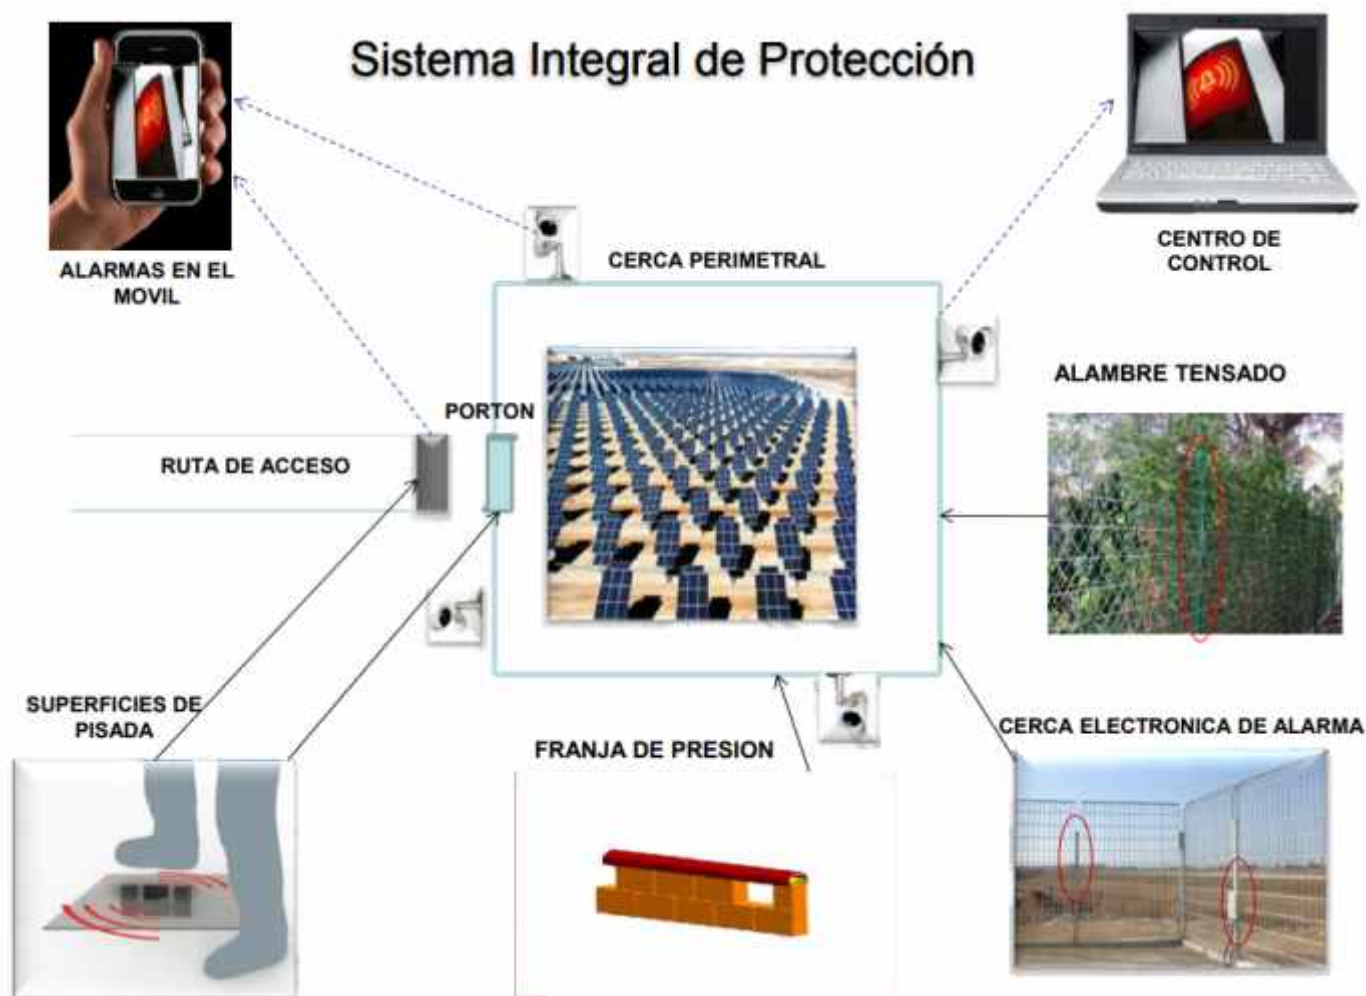 Sistema Integral de Protección
ALARMAS EN EL
MOVIL
CERCA PERIMETRAL
CENTRO DE
CONTROL
ALAMBRE TENSADO
PORTON
RUTA DE ACCESO
SUPERFICIES DE
PISADA
FRANJA DE PRESION
CERCA ELECTRONICA DE ALARMA